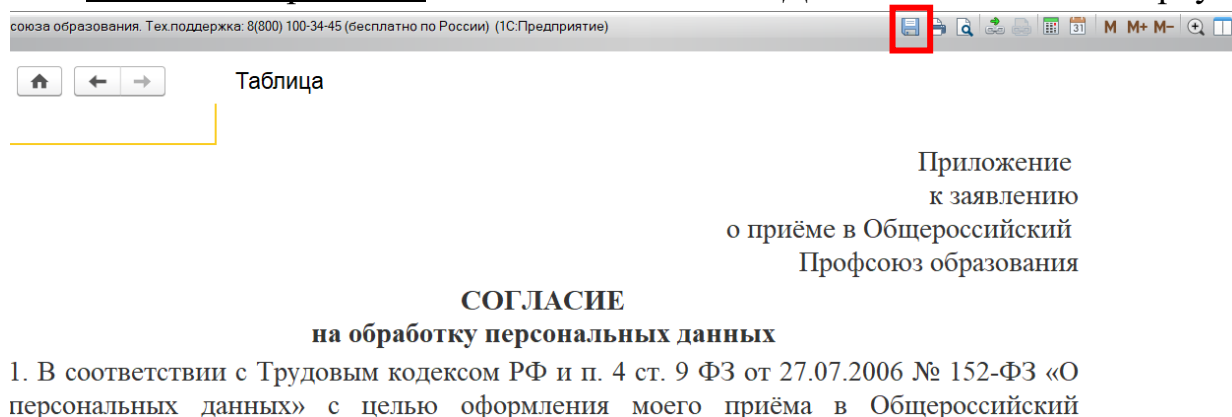 союза образования. Тех.поддержка: 8(800) 100-34-45 (бесплатно по России) (1С:Предприятие)
31 M M+ M-
Таблица
Приложение
к заявлению
о приёме в Общероссийский
Профсоюз образования
СОГЛАСИЕ
на обработку персональных данных
1. В соответствии с Трудовым кодексом РФ и п. 4 ст. 9 ФЗ от 27.07.2006 № 152-ФЗ «О
персональных данных» с целью оформления моего приёма в Общероссийский